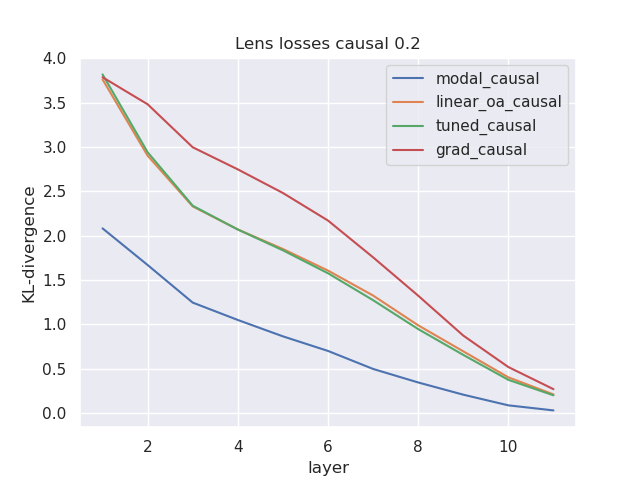 Lens losses causal 0.2
4.0
3.5
3.0
2.5
2.0
1.5
1.0
0.5
0.0
KL-divergence
modal_causal
linear_oa_causal
tuned_causal
grad_causal
2 4 6 8 10
layer